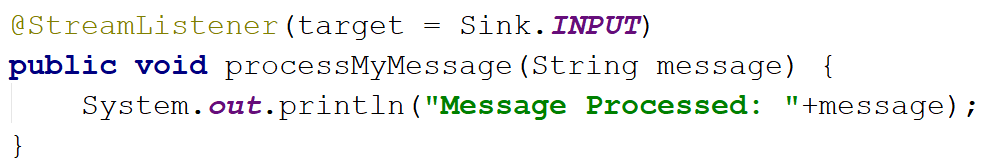 @StreamListener(target = Sink.INPUT)
public void processMyMessage(String message) {
    System.out.println("Message Processed: "+message);
}